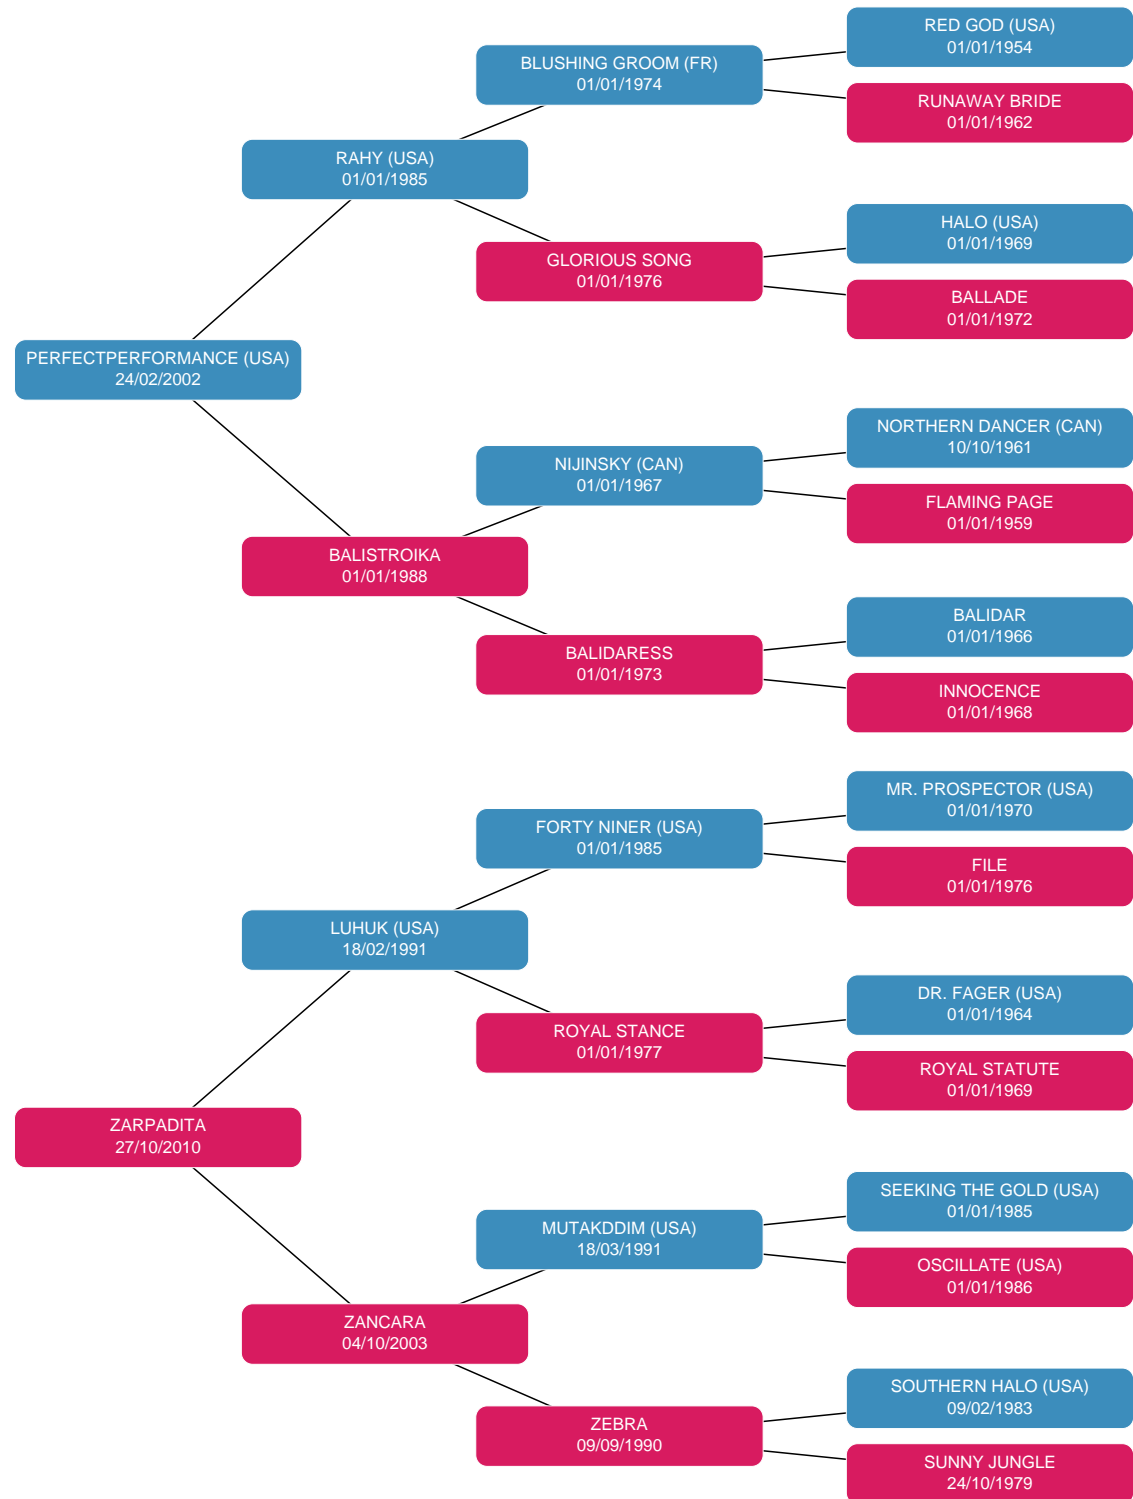 RED GOD (USA)
01/01/1954
BLUSHING GROOM (FR)
01/01/1974
RUNAWAY BRIDE
01/01/1962
RAHY (USA)
01/01/1985
HALO (USA)
01/01/1969
GLORIOUS SONG
01/01/1976
BALLADE
01/01/1972
PERFECTPERFORMANCE (USA)
24/02/2002
NORTHERN DANCER (CAN)
10/10/1961
NIJINSKY (CAN)
01/01/1967
FLAMING PAGE
01/01/1959
BALISTROIKA
01/01/1988
BALIDAR
01/01/1966
BALIDARESS
01/01/1973
INNOCENCE
01/01/1968
MR. PROSPECTOR (USA)
01/01/1970
FORTY NINER (USA)
01/01/1985
FILE
01/01/1976
LUHUK (USA)
18/02/1991
DR. FAGER (USA)
01/01/1964
ROYAL STANCE
01/01/1977
ROYAL STATUTE
01/01/1969
ZARPADITA
27/10/2010
SEEKING THE GOLD (USA)
01/01/1985
MUTAKDDIM (USA)
18/03/1991
OSCILLATE (USA)
01/01/1986
ZANCARA
04/10/2003
SOUTHERN HALO (USA)
09/02/1983
ZEBRA
09/09/1990
SUNNY JUNGLE
24/10/1979